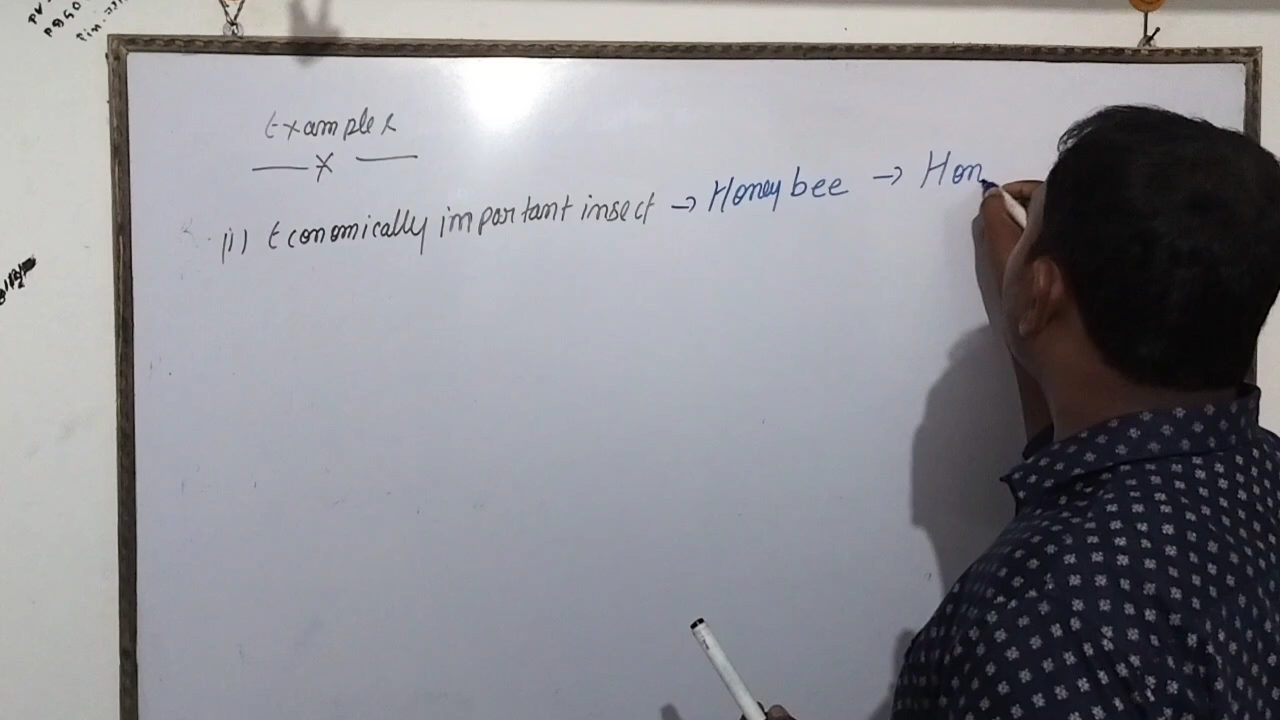 Examples
(i) Economically important insect → Honey bee → Hon